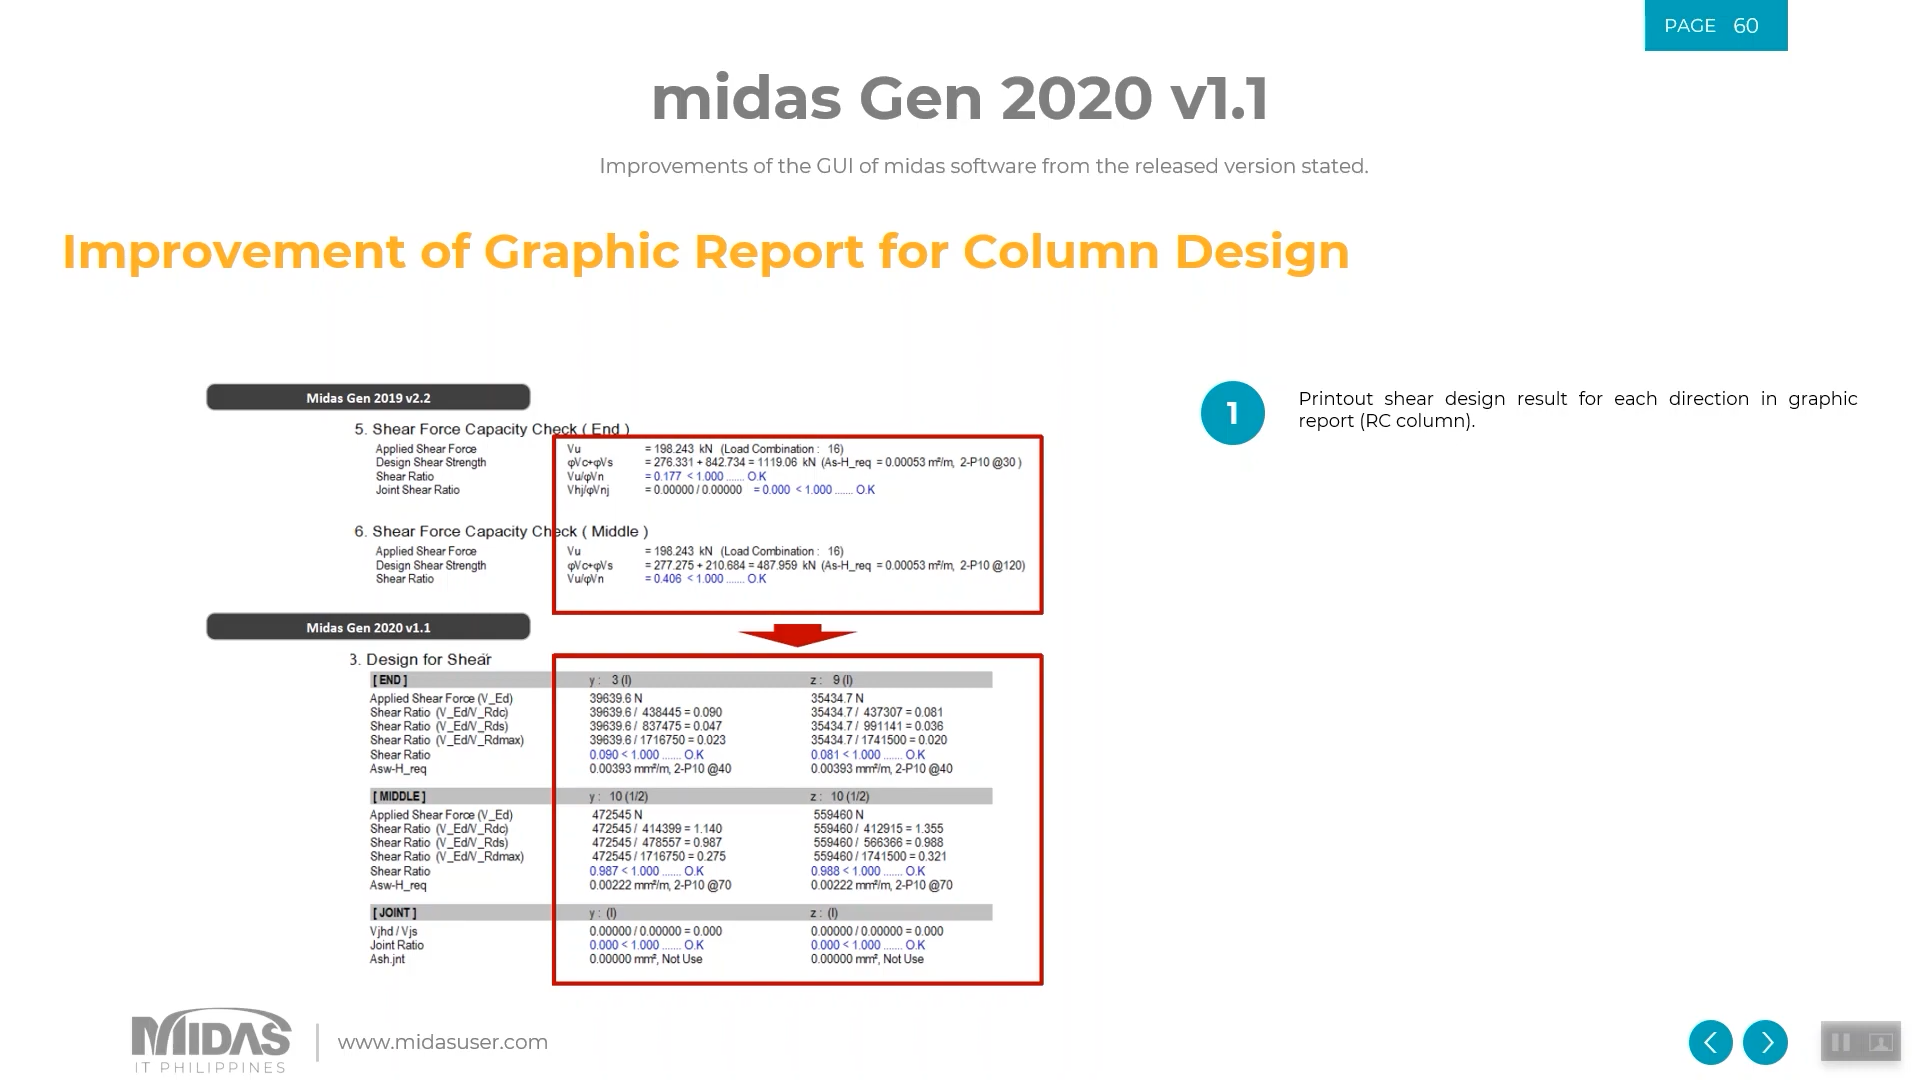 PAGE 60
midas Gen 2020 v1.1
Improvements of the GUI of midas software from the released version stated.
Improvement of Graphic Report for Column Design
Midas Gen 2019 v2.2
5. Shear Force Capacity Check ( End )
Applied Shear Force Vu = 198.243 kN (Load Combination : 16)
Design Shear Strength φVc+φVs = 276.331 + 842.734 = 1119.06 kN (As-H_req = 0.00053 m²/m, 2-P10 @30 )
Shear Ratio Vu/φVn = 0.177 < 1.000 ....... O.K
Joint Shear Ratio Vhj/φVnj = 0.00000 / 0.00000 = 0.000 < 1.000 ....... O.K
6. Shear Force Capacity Check ( Middle )
Applied Shear Force Vu = 198.243 kN (Load Combination : 16)
Design Shear Strength φVc+φVs = 277.275 + 210.684 = 487.959 kN (As-H_req = 0.00053 m²/m, 2-P10 @120)
Shear Ratio Vu/φVn = 0.406 < 1.000 ....... O.K
Midas Gen 2020 v1.1
3. Design for Shear
[ END ] y : 3 (I) z : 9 (I)
Applied Shear Force (V_Ed) 39639.6 N 35434.7 N
Shear Ratio (V_Ed/V_Rdc) 39639.6 / 438445 = 0.090 35434.7 / 437307 = 0.081
Shear Ratio (V_Ed/V_Rds) 39639.6 / 837475 = 0.047 35434.7 / 991141 = 0.036
Shear Ratio (V_Ed/V_Rdmax) 39639.6 / 1716750 = 0.023 35434.7 / 1741500 = 0.020
Shear Ratio 0.090 < 1.000 ....... O.K 0.081 < 1.000 ....... O.K
Asw-H_req 0.00393 mm²/m, 2-P10 @40 0.00393 mm²/m, 2-P10 @40
[ MIDDLE ] y : 10 (1/2) z : 10 (1/2)
Applied Shear Force (V_Ed) 472545 N 559460 N
Shear Ratio (V_Ed/V_Rdc) 472545 / 414399 = 1.140 559460 / 412915 = 1.355
Shear Ratio (V_Ed/V_Rds) 472545 / 478557 = 0.987 559460 / 566366 = 0.988
Shear Ratio (V_Ed/V_Rdmax) 472545 / 1716750 = 0.275 559460 / 1741500 = 0.321
Shear Ratio 0.987 < 1.000 ....... O.K 0.988 < 1.000 ....... O.K
Asw-H_req 0.00222 mm²/m, 2-P10 @70 0.00222 mm²/m, 2-P10 @70
[ JOINT ] y : (I) z : (I)
Vjhd / Vjs 0.00000 / 0.00000 = 0.000 0.00000 / 0.00000 = 0.000
Joint Ratio 0.000 < 1.000 ....... O.K 0.000 < 1.000 ....... O.K
Ash.jnt 0.00000 mm², Not Use 0.00000 mm², Not Use
1
Printout shear design result for each direction in graphic
report (RC column).
MIDAS
IT PHILIPPINES
www.midasuser.com